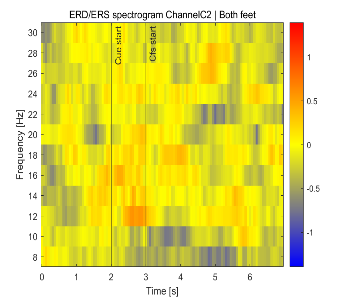 ERD/ERS spectrogram ChannelC2 | Both feet
Frequency [Hz]
30
28
26
24
22
20
18
16
14
12
10
8
Cue start
Cfs start
1
0.5
0
-0.5
-1
0 1 2 3 4 5 6
Time [s]